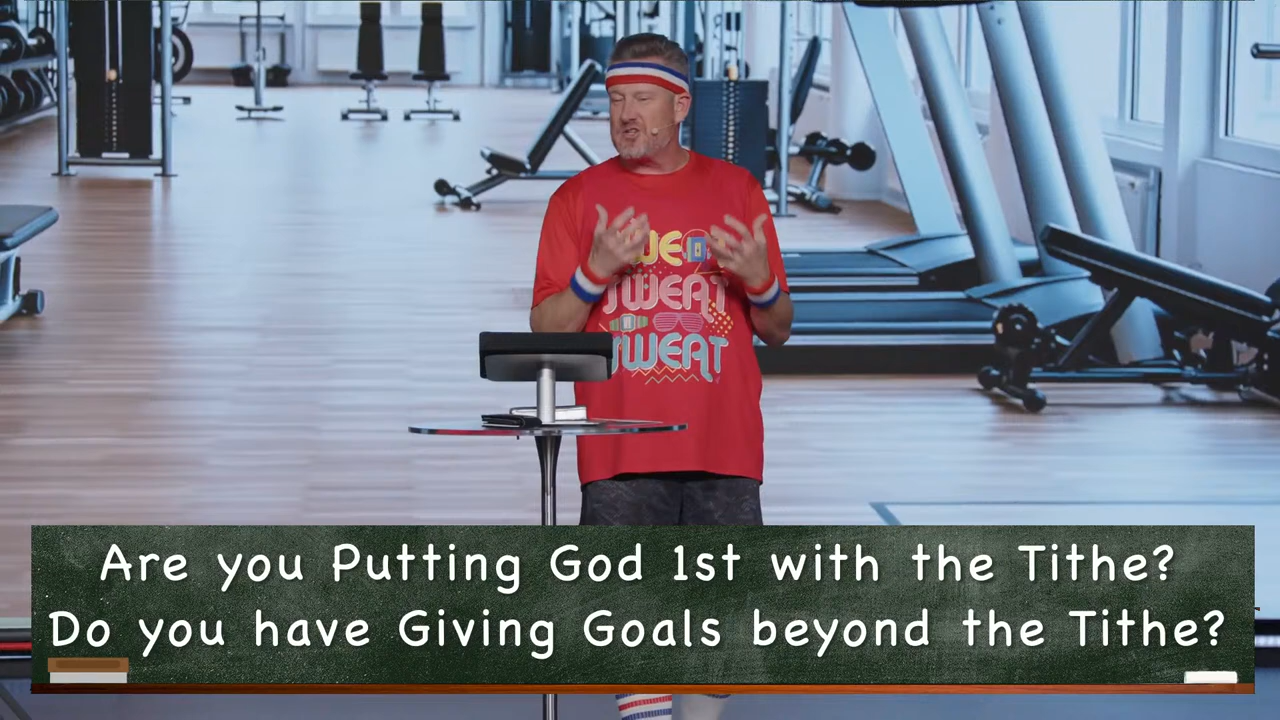 SWEAT
SWEAT
Are you Putting God 1st with the Tithe?
Do you have Giving Goals beyond the Tithe?